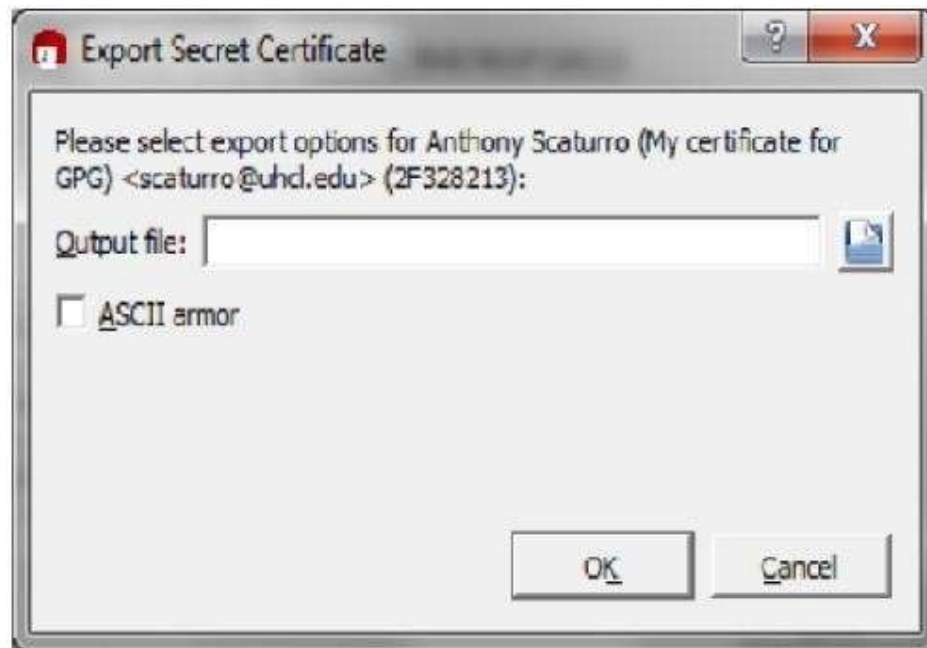 Export Secret Certificate
Please select export options for Anthony Scaturro (My certificate for
GPG) <scaturro@uhcl.edu> (2F328213):
Output file:
ASCII armor
OK
Cancel